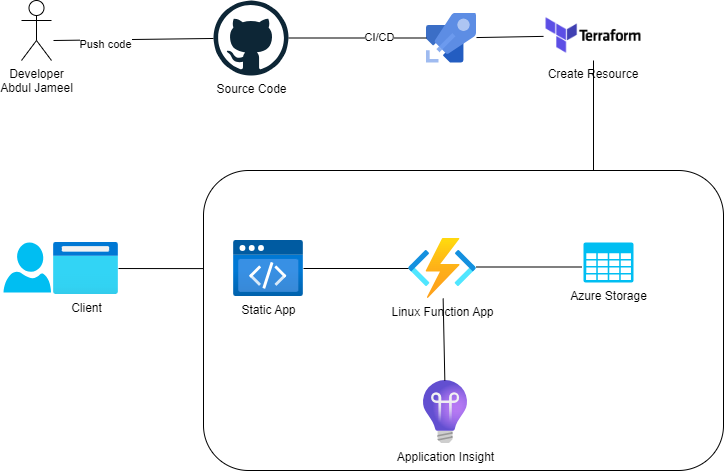 Push code
CI/CD
Terraform
Developer
Abdul Jameel
Source Code
Create Resource
Client
Static App
Linux Function App
Azure Storage
Application Insight